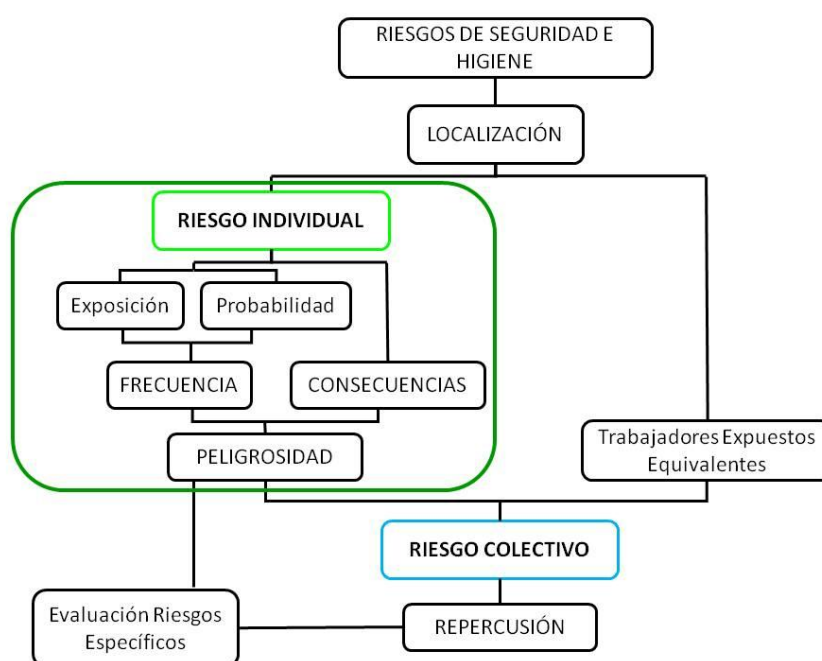 RIESGOS DE SEGURIDAD E
HIGIENE
LOCALIZACIÓN
RIESGO INDIVIDUAL
Exposición
Probabilidad
FRECUENCIA
CONSECUENCIAS
PELIGROSIDAD
Trabajadores Expuestos
Equivalentes
RIESGO COLECTIVO
Evaluación Riesgos
Específicos
REPERCUSIÓN